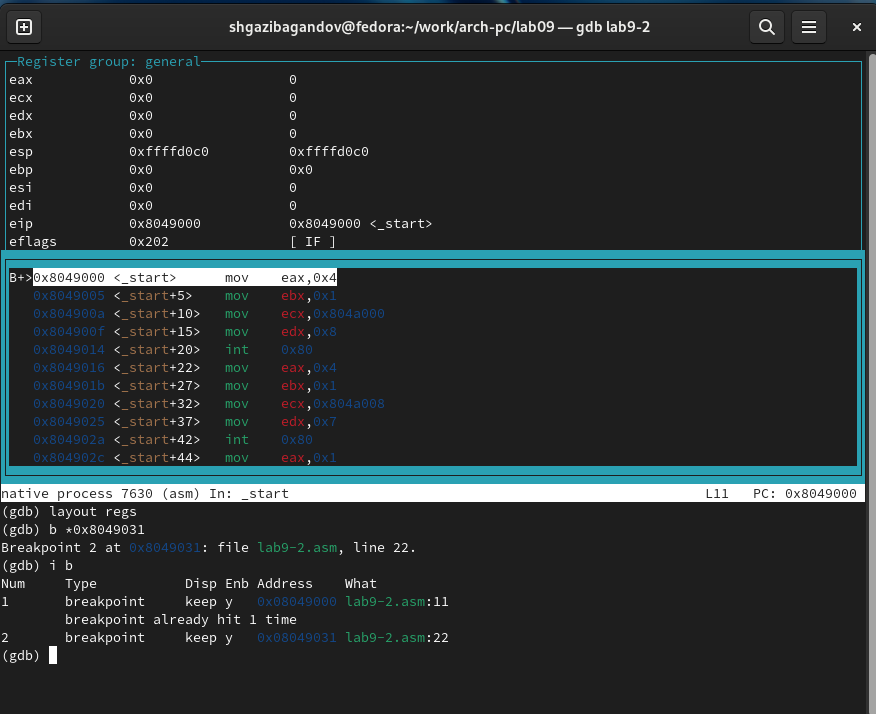 shgazibagandov@fedora:~/work/arch-pc/lab09 — gdb lab9-2
Register group: general
eax            0x0                 0
ecx            0x0                 0
edx            0x0                 0
ebx            0x0                 0
esp            0xffffd0c0          0xffffd0c0
ebp            0x0                 0x0
esi            0x0                 0
edi            0x0                 0
eip            0x8049000           0x8049000 <_start>
eflags         0x202               [ IF ]
B+>0x8049000 <_start>      mov    eax,0x4
0x8049005 <_start+5>    mov    ebx,0x1
0x804900a <_start+10>   mov    ecx,0x804a000
0x804900f <_start+15>   mov    edx,0x8
0x8049014 <_start+20>   int    0x80
0x8049016 <_start+22>   mov    eax,0x4
0x804901b <_start+27>   mov    ebx,0x1
0x8049020 <_start+32>   mov    ecx,0x804a008
0x8049025 <_start+37>   mov    edx,0x7
0x804902a <_start+42>   int    0x80
0x804902c <_start+44>   mov    eax,0x1
native process 7630 (asm) In: _start                    L11   PC: 0x8049000
(gdb) layout regs
(gdb) b *0x8049031
Breakpoint 2 at 0x8049031: file lab9-2.asm, line 22.
(gdb) i b
Num     Type           Disp Enb Address    What
1       breakpoint     keep y   0x08049000 lab9-2.asm:11
breakpoint already hit 1 time
2       breakpoint     keep y   0x08049031 lab9-2.asm:22
(gdb)